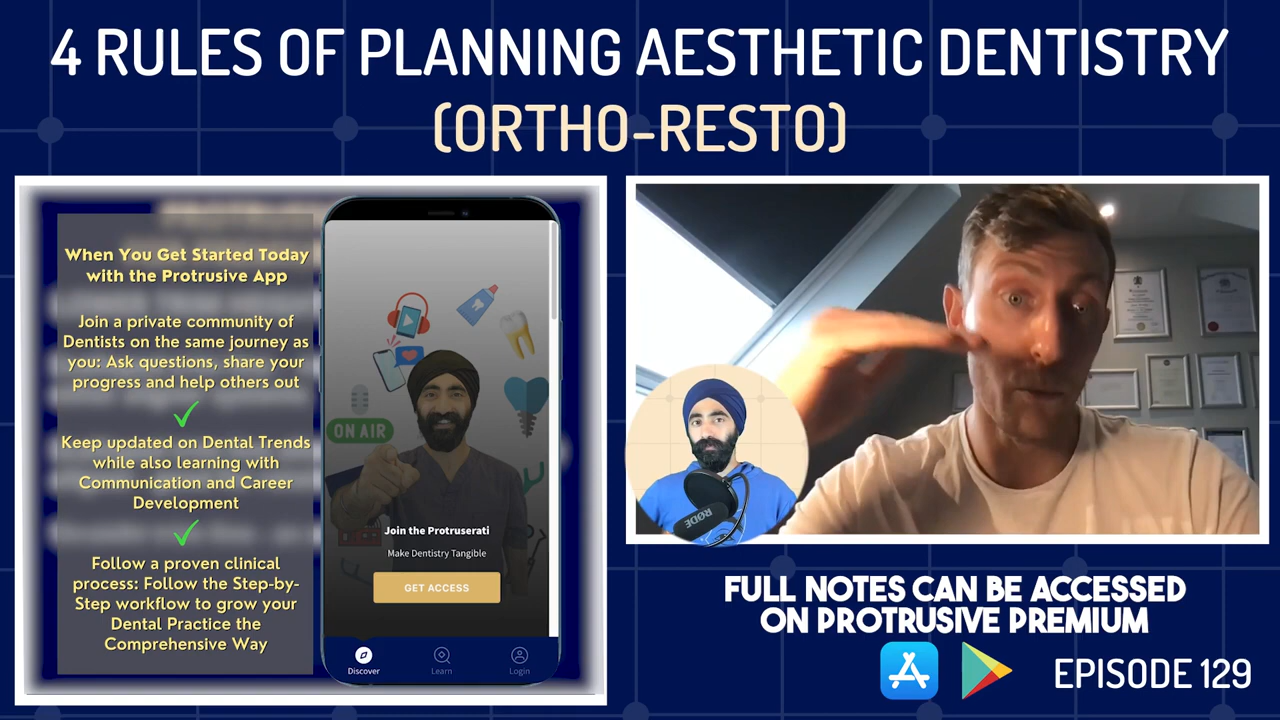 4 RULES OF PLANNING AESTHETIC DENTISTRY
(ORTHO-RESTO)
When You Get Started Today
with the Protrusive App
Join a private community of
Dentists on the same journey as
you: Ask questions, share your
progress and help others out
Keep updated on Dental Trends
while also learning with
Communication and Career
Development
Follow a proven clinical
process: Follow the Step-by-
Step workflow to grow your
Dental Practice the
Comprehensive Way
ON AIR
Join the Protruserati
Make Dentistry Tangible
GET ACCESS
Discover
Learn
Login
RØDE
FULL NOTES CAN BE ACCESSED
ON PROTRUSIVE PREMIUM
EPISODE 129